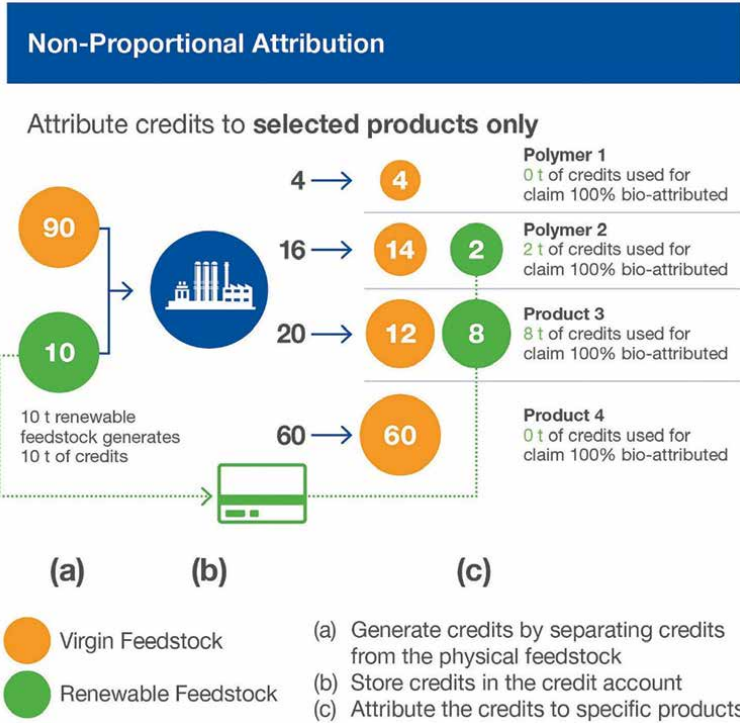 Non-Proportional Attribution
Attribute credits to selected products only
90
10
10 t renewable
feedstock generates
10 t of credits
4
4
Polymer 1
0 t of credits used for
claim 100% bio-attributed
16
14
2
Polymer 2
2 t of credits used for
claim 100% bio-attributed
20
12
8
Product 3
8 t of credits used for
claim 100% bio-attributed
60
60
Product 4
0 t of credits used for
claim 100% bio-attributed
(a)
(b)
(c)
Virgin Feedstock
Renewable Feedstock
(a) Generate credits by separating credits
from the physical feedstock
(b) Store credits in the credit account
(c) Attribute the credits to specific products